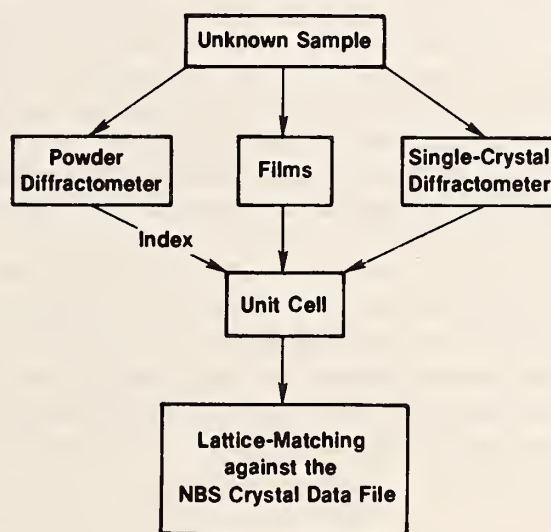 Unknown Sample
Powder
Diffractometer
Films
Single-Crystal
Diffractometer
Index
Unit Cell
Lattice-Matching
against the
NBS Crystal Data File